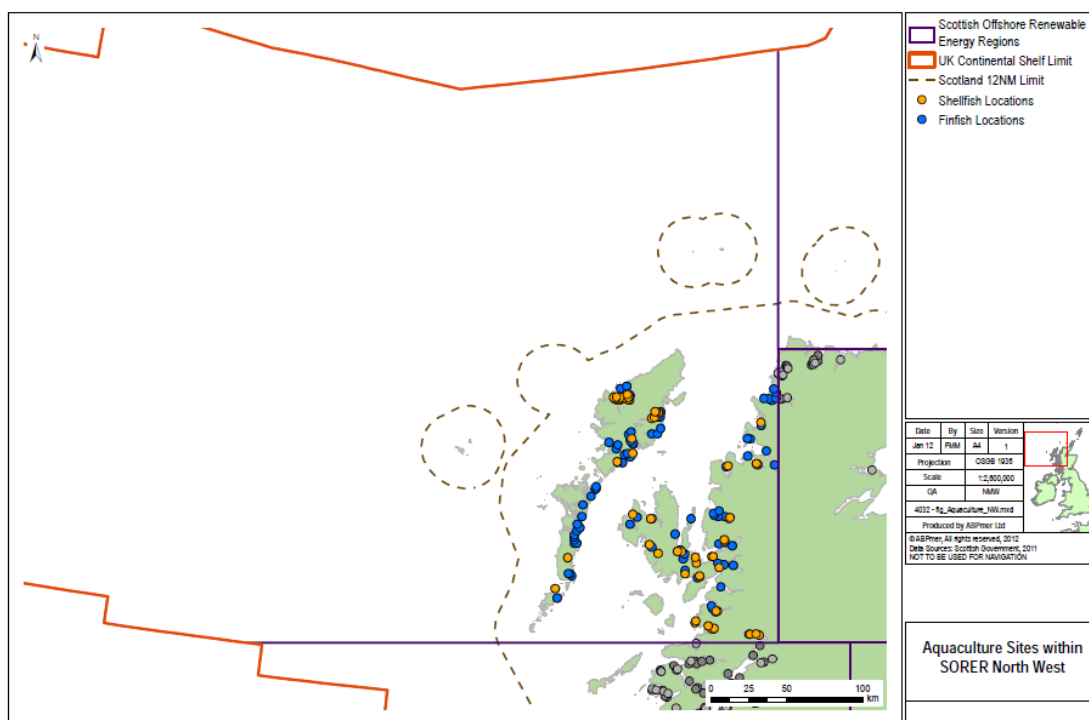 N
Scottish Offshore Renewable
Energy Regions
UK Continental Shelf Limit
Scotland 12NM Limit
Shellfish Locations
Finfish Locations
0 25 50 100
km
Date By Size Version
Jan 12 FMM A4 1
Projection OSGB 1936
Scale 1:2,600,000
QA NMW
4032 - fig_Aquaculture_NW.mxd
Produced by ABPmer Ltd
© ABPmer, All rights reserved, 2012
Data Sources: Scottish Government, 2011
NOT TO BE USED FOR NAVIGATION
Aquaculture Sites within
SORER North West